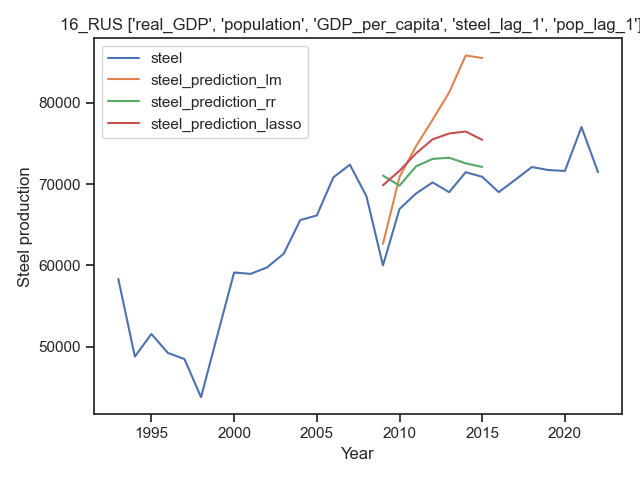 16_RUS ['real_GDP', 'population', 'GDP_per_capita', 'steel_lag_1', 'pop_lag_1']
steel
steel_prediction_lm
steel_prediction_rr
steel_prediction_lasso
Steel production
80000
70000
60000
50000
1995 2000 2005 2010 2015 2020
Year